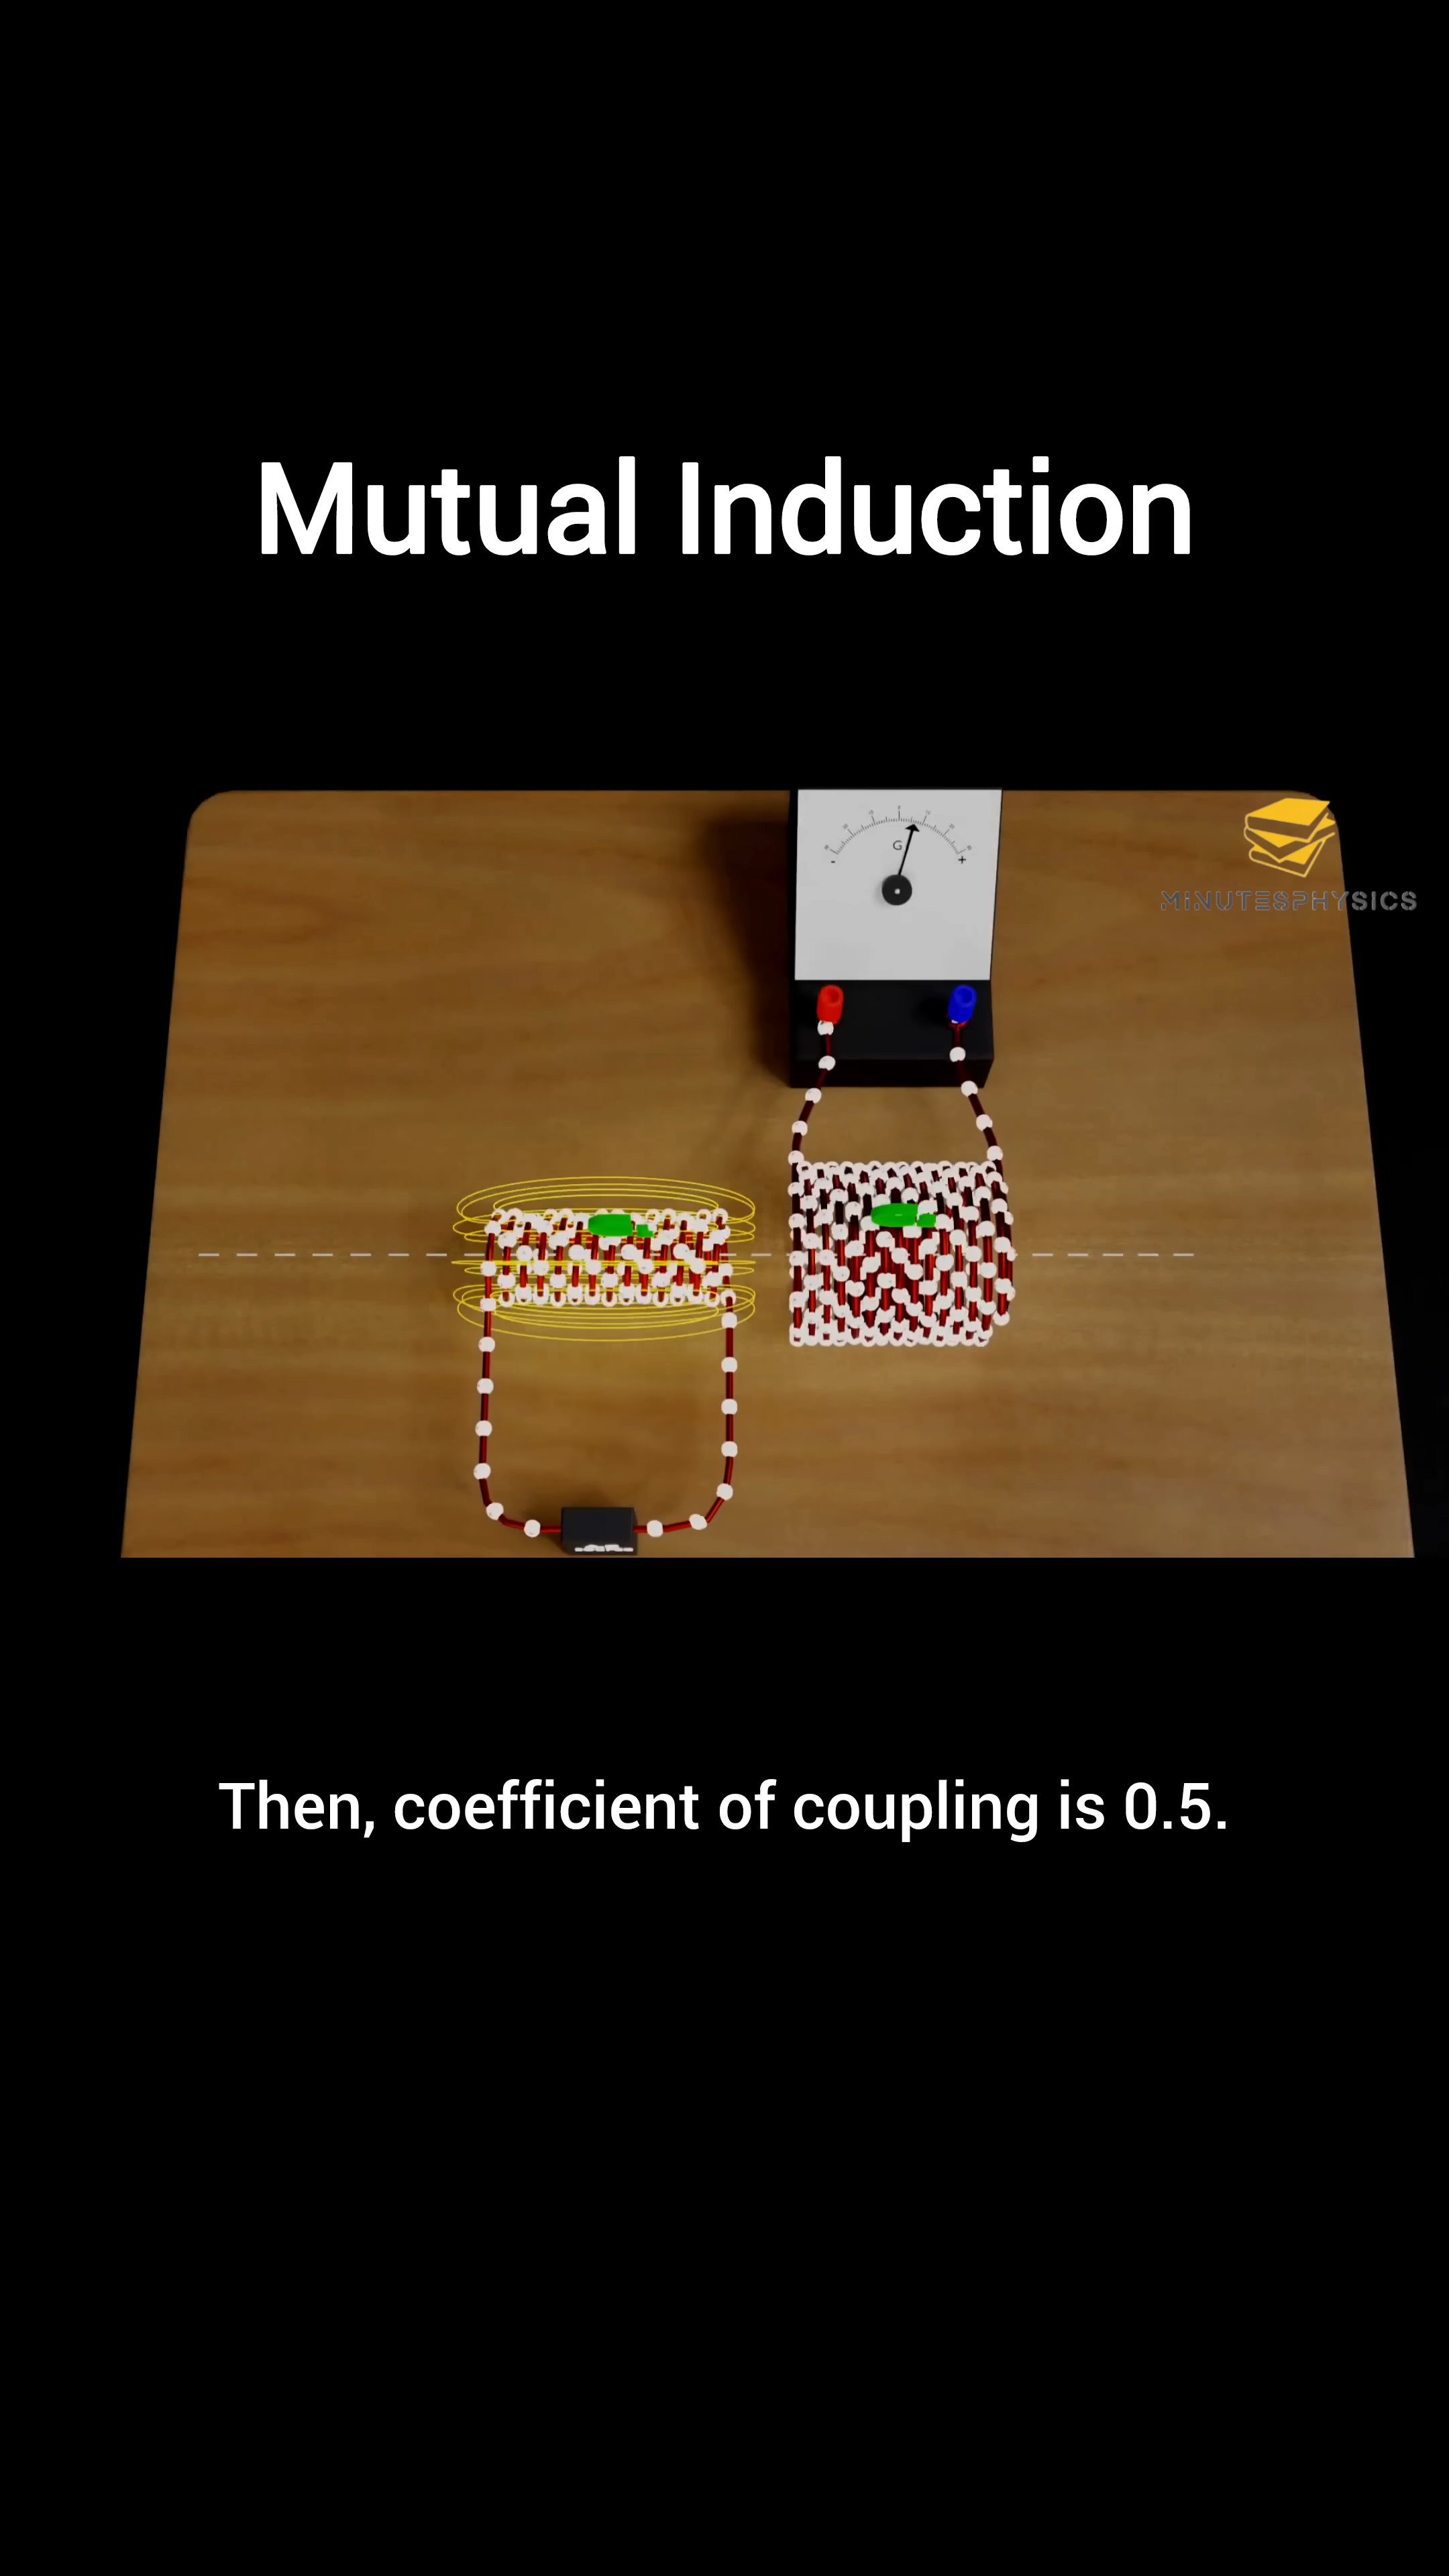 Mutual Induction
G
- +
MINUTESPHYSICS
Then, coefficient of coupling is 0.5.